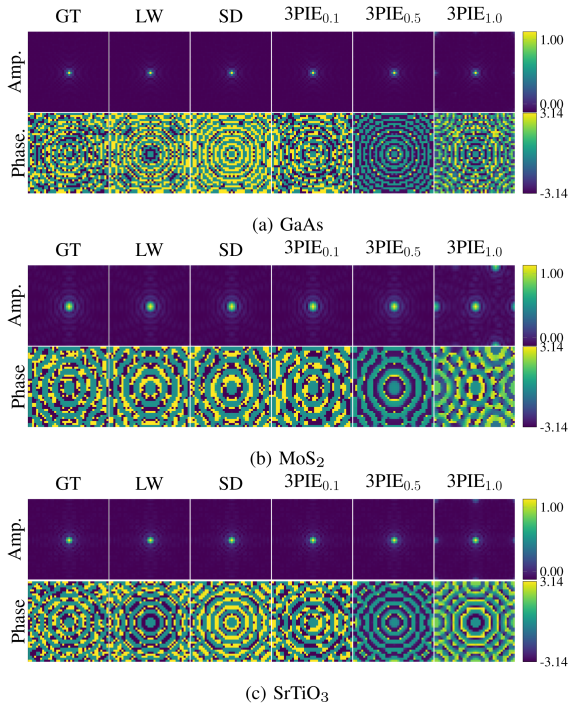 GT LW SD 3PIE0.1 3PIE0.5 3PIE1.0
Amp.
1.00
0.00
Phase.
3.14
-3.14
(a) GaAs
GT LW SD 3PIE0.1 3PIE0.5 3PIE1.0
Amp.
1.00
0.00
Phase
3.14
-3.14
(b) MoS2
GT LW SD 3PIE0.1 3PIE0.5 3PIE1.0
Amp.
1.00
0.00
Phase
3.14
-3.14
(c) SrTiO3